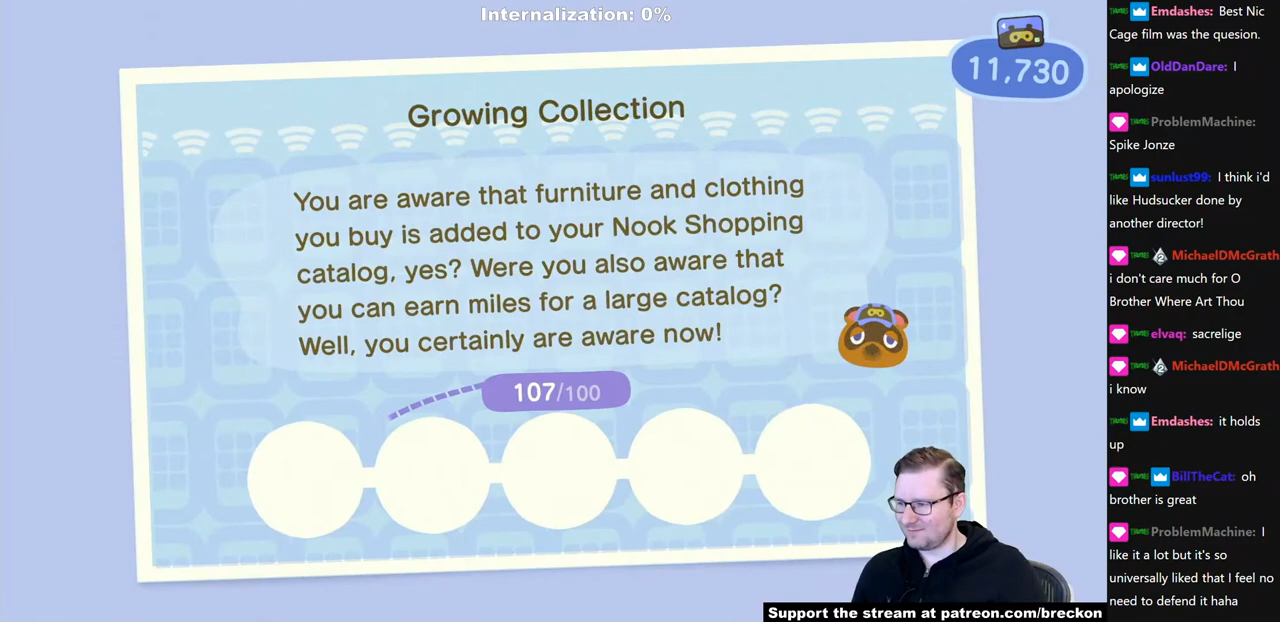 Internalization: 0%
11,730
Growing Collection
You are aware that furniture and clothing
you buy is added to your Nook Shopping
catalog, yes? Were you also aware that
you can earn miles for a large catalog?
Well, you certainly are aware now!
107/100
Support the stream at patreon.com/breckon
Emdashes: Best Nic
Cage film was the quesion.
OldDanDare: I
apologize
ProblemMachine:
Spike Jonze
sunlust99: I think i'd
like Hudsucker done by
another director!
MichaelDMcGrath
i don't care much for O
Brother Where Art Thou
elvaq: sacrelige
MichaelDMcGrath
i know
Emdashes: it holds
up
BillTheCat: oh
brother is great
ProblemMachine: I
like it a lot but it's so
universally liked that I feel no
need to defend it haha